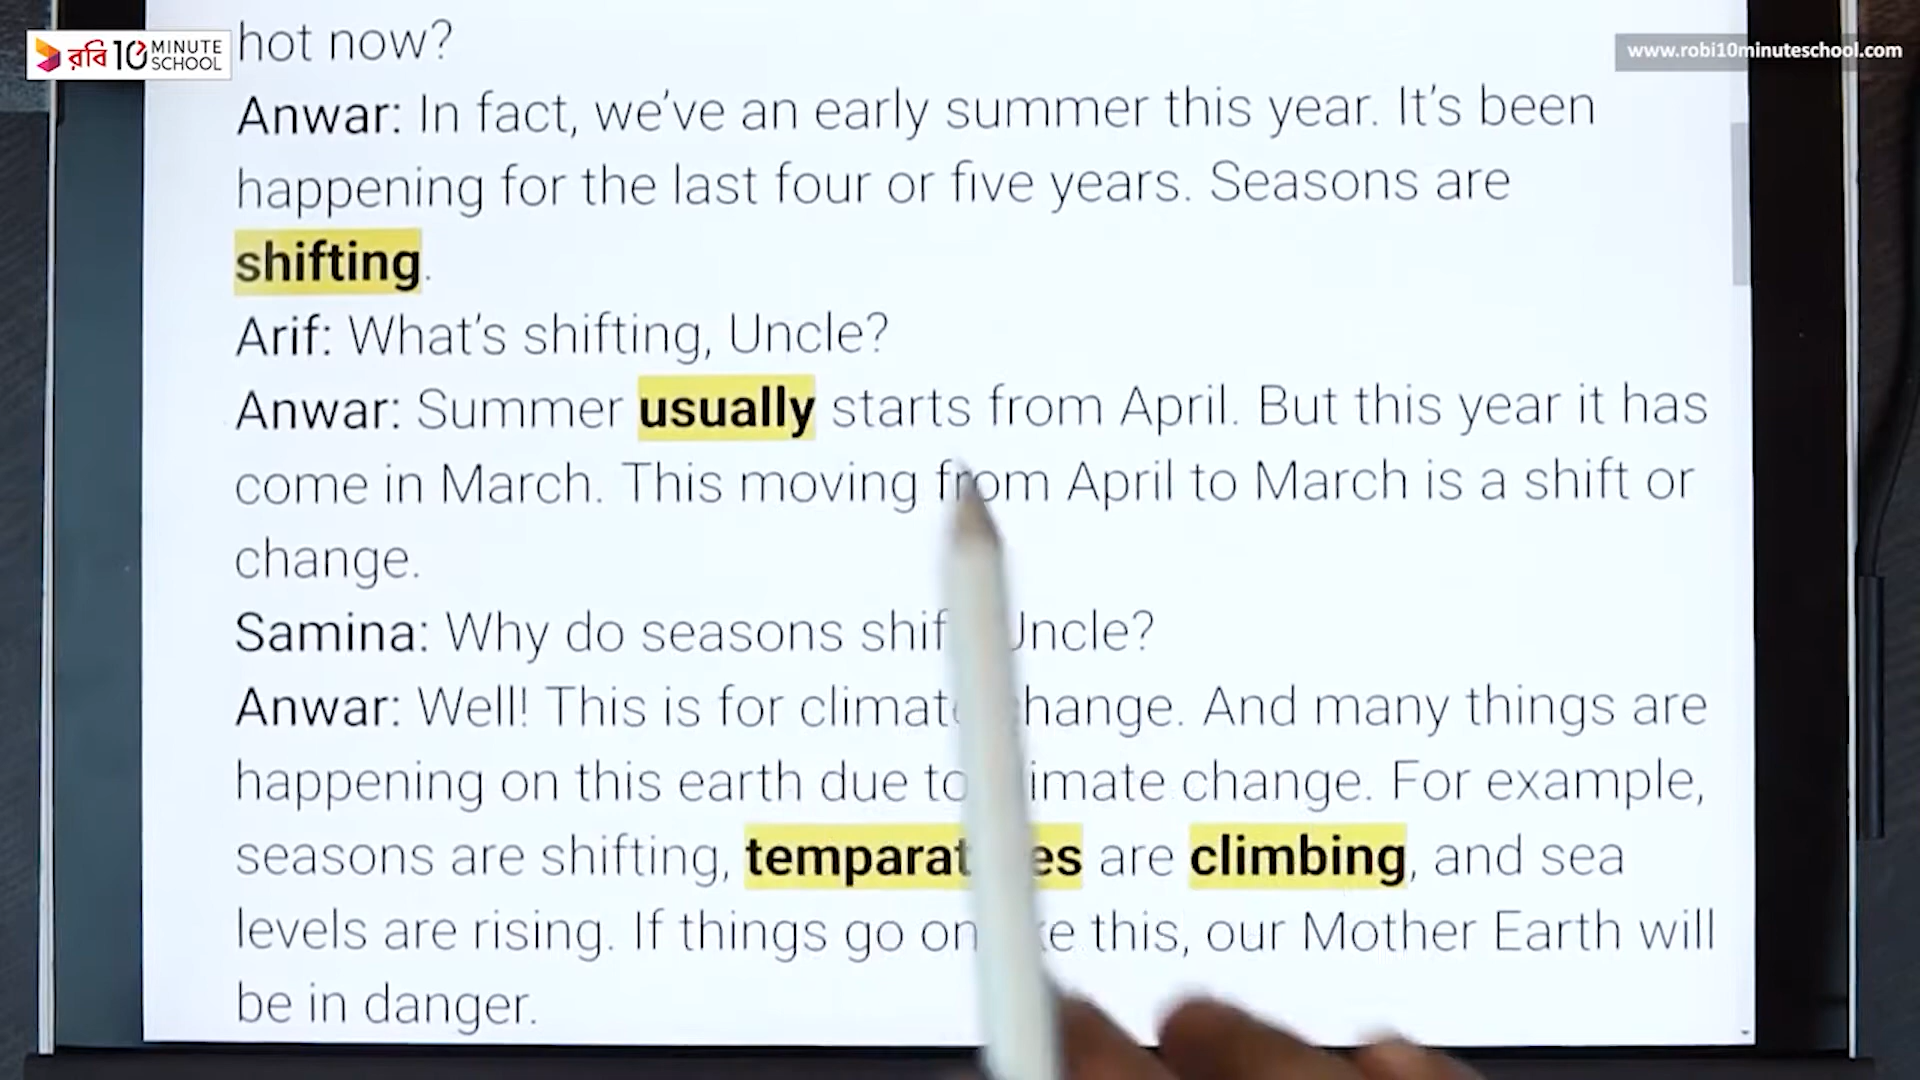 hot now?
রবি 10 MINUTE SCHOOL
www.robi10minuteschool.com
Anwar: In fact, we've an early summer this year. It's been
happening for the last four or five years. Seasons are
shifting.
Arif: What's shifting, Uncle?
Anwar: Summer usually starts from April. But this year it has
come in March. This moving from April to March is a shift or
change.
Samina: Why do seasons shif Uncle?
Anwar: Well! This is for climat hange. And many things are
happening on this earth due to imate change. For example,
seasons are shifting, temparat es are climbing, and sea
levels are rising. If things go on ke this, our Mother Earth will
be in danger.